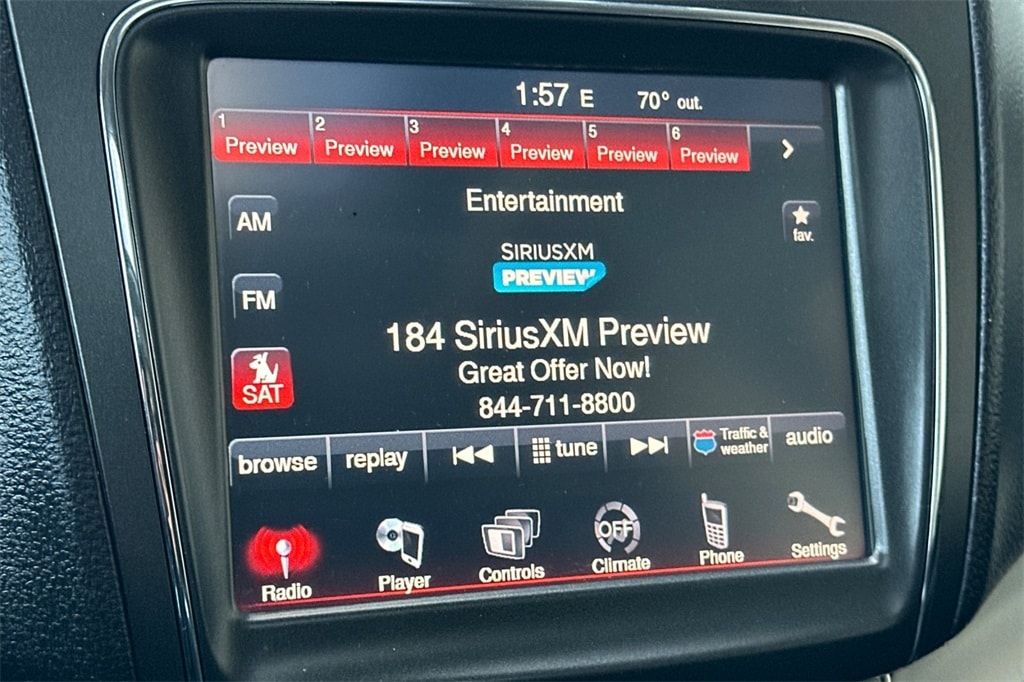 1:57 E 70° out.
1 2 3 4 5 6
Preview Preview Preview Preview Preview Preview
Entertainment
AM
fav.
SIRIUSXM
PREVIEW
FM
184 SiriusXM Preview
Great Offer Now!
SAT
844-711-8800
browse replay tune Traffic & weather audio
OFF
Radio Player Controls Climate Phone Settings